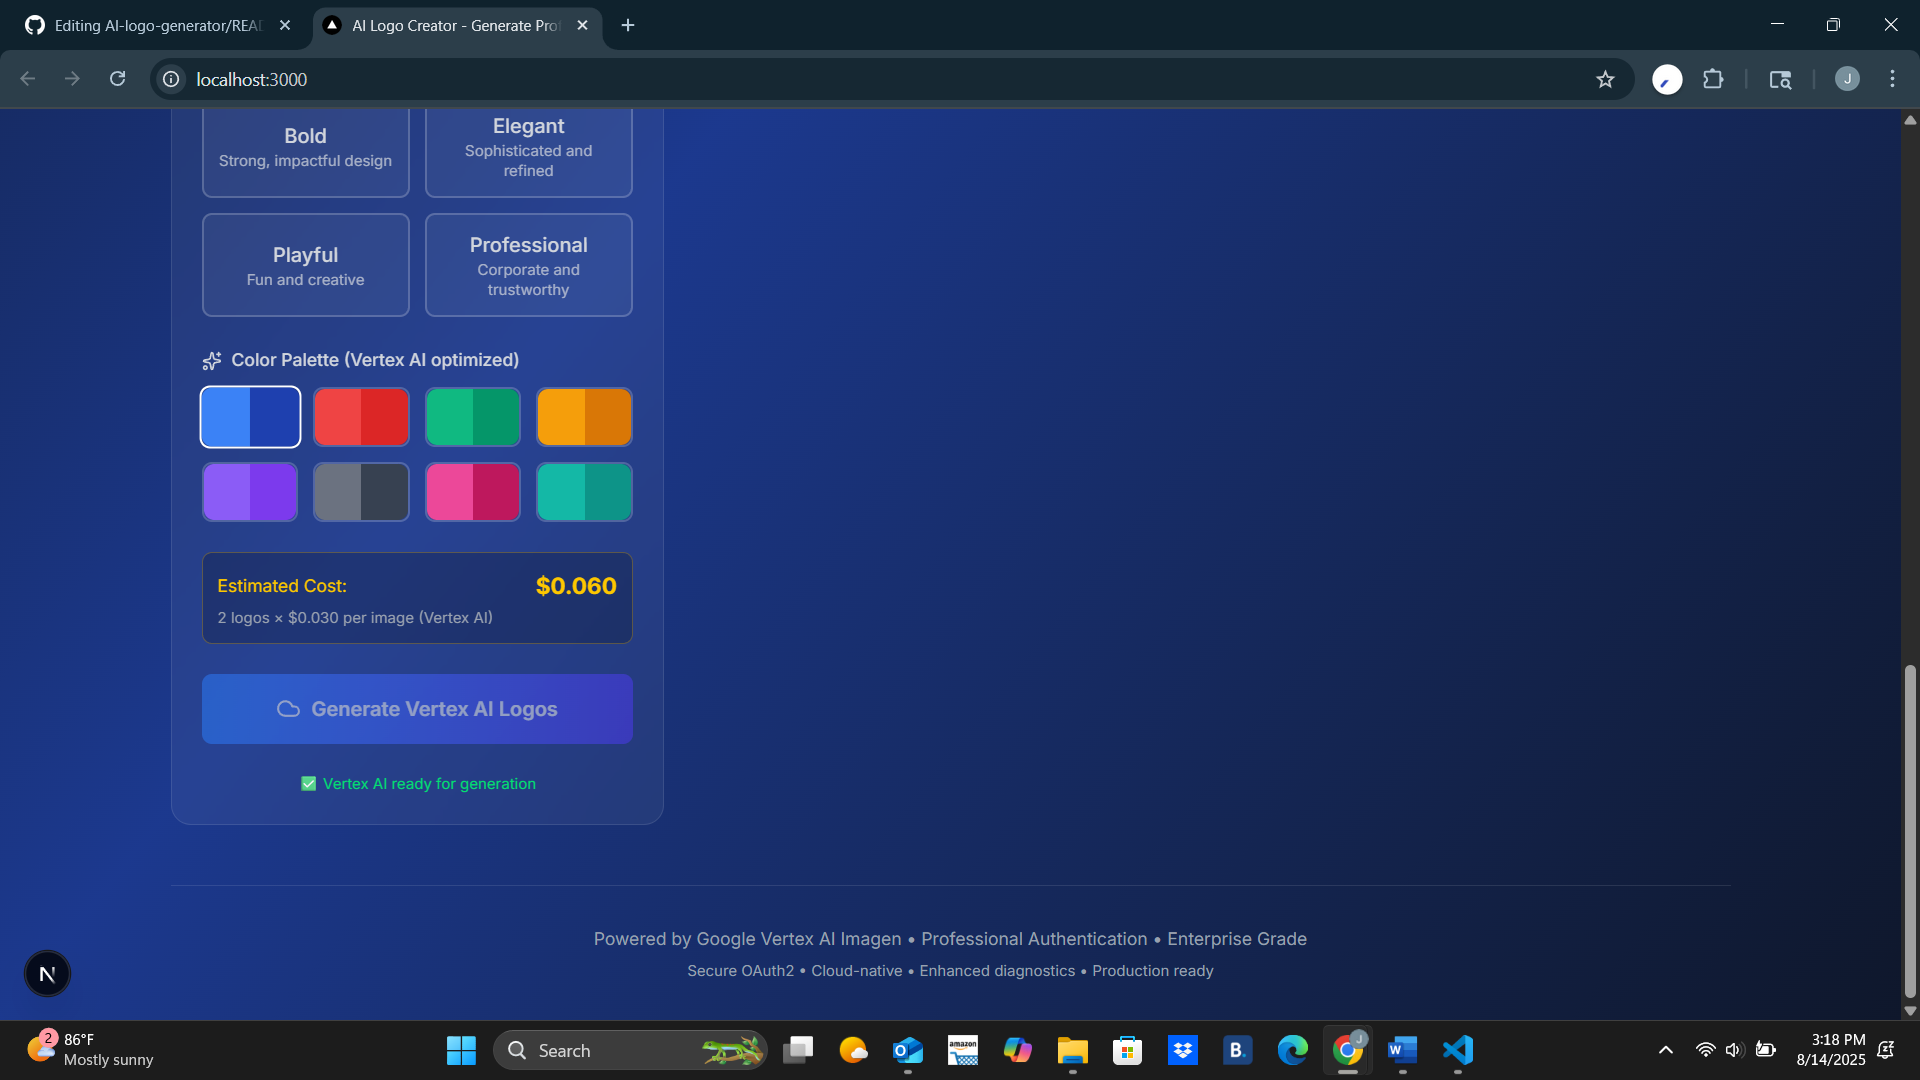 Editing AI-logo-generator/READ
AI Logo Creator - Generate Prof
localhost:3000
J
Bold
Strong, impactful design
Elegant
Sophisticated and
refined
Playful
Fun and creative
Professional
Corporate and
trustworthy
Color Palette (Vertex AI optimized)
Estimated Cost:
$0.060
2 logos × $0.030 per image (Vertex AI)
Generate Vertex AI Logos
✅ Vertex AI ready for generation
Powered by Google Vertex AI Imagen • Professional Authentication • Enterprise Grade
Secure OAuth2 • Cloud-native • Enhanced diagnostics • Production ready
N
2
86°F
Mostly sunny
Search
amazon
B.
J
W
3:18 PM
8/14/2025